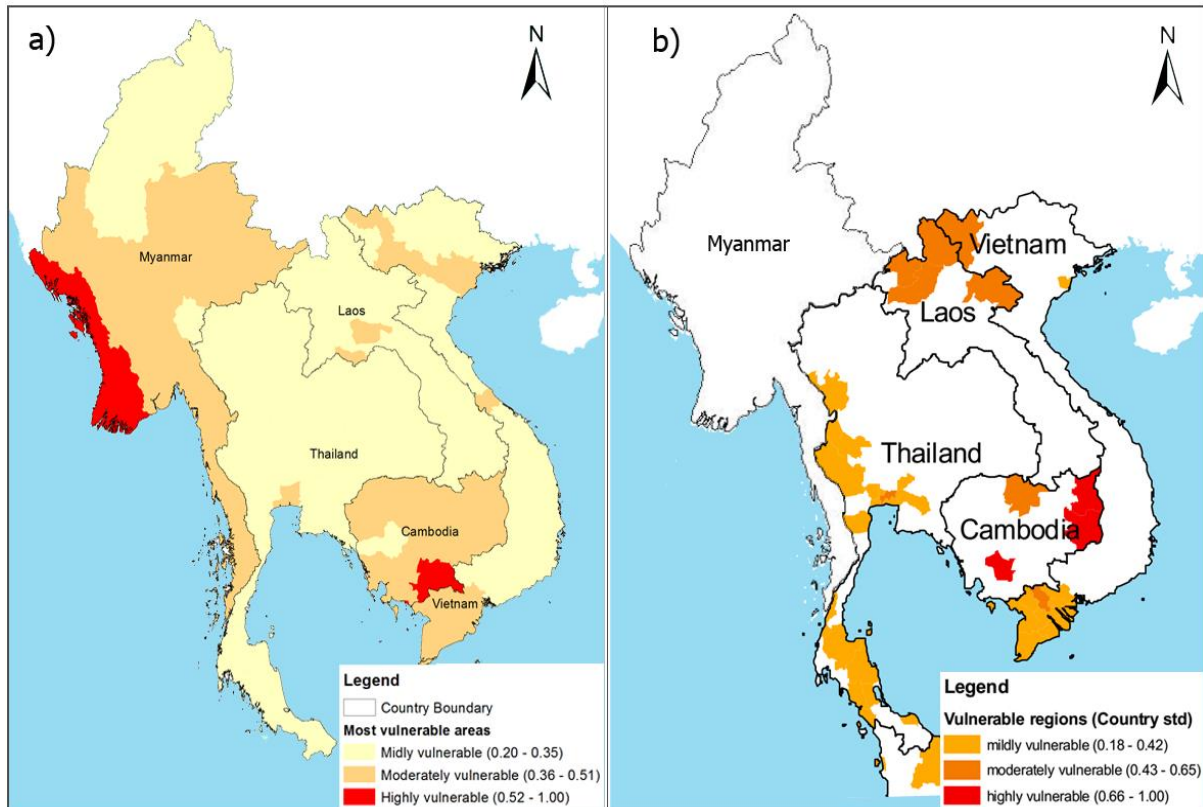 a)
N
Myanmar
Laos
Thailand
Cambodia
Vietnam
Legend
Country Boundary
Most vulnerable areas
Midly vulnerable (0.20 - 0.35)
Moderately vulnerable (0.36 - 0.51)
Highly vulnerable (0.52 - 1.00)
b)
N
Myanmar
Vietnam
Laos
Thailand
Cambodia
Legend
Vulnerable regions (Country std)
mildly vulnerable (0.18 - 0.42)
moderately vulnerable (0.43 - 0.65)
highly vulnerable (0.66 - 1.00)